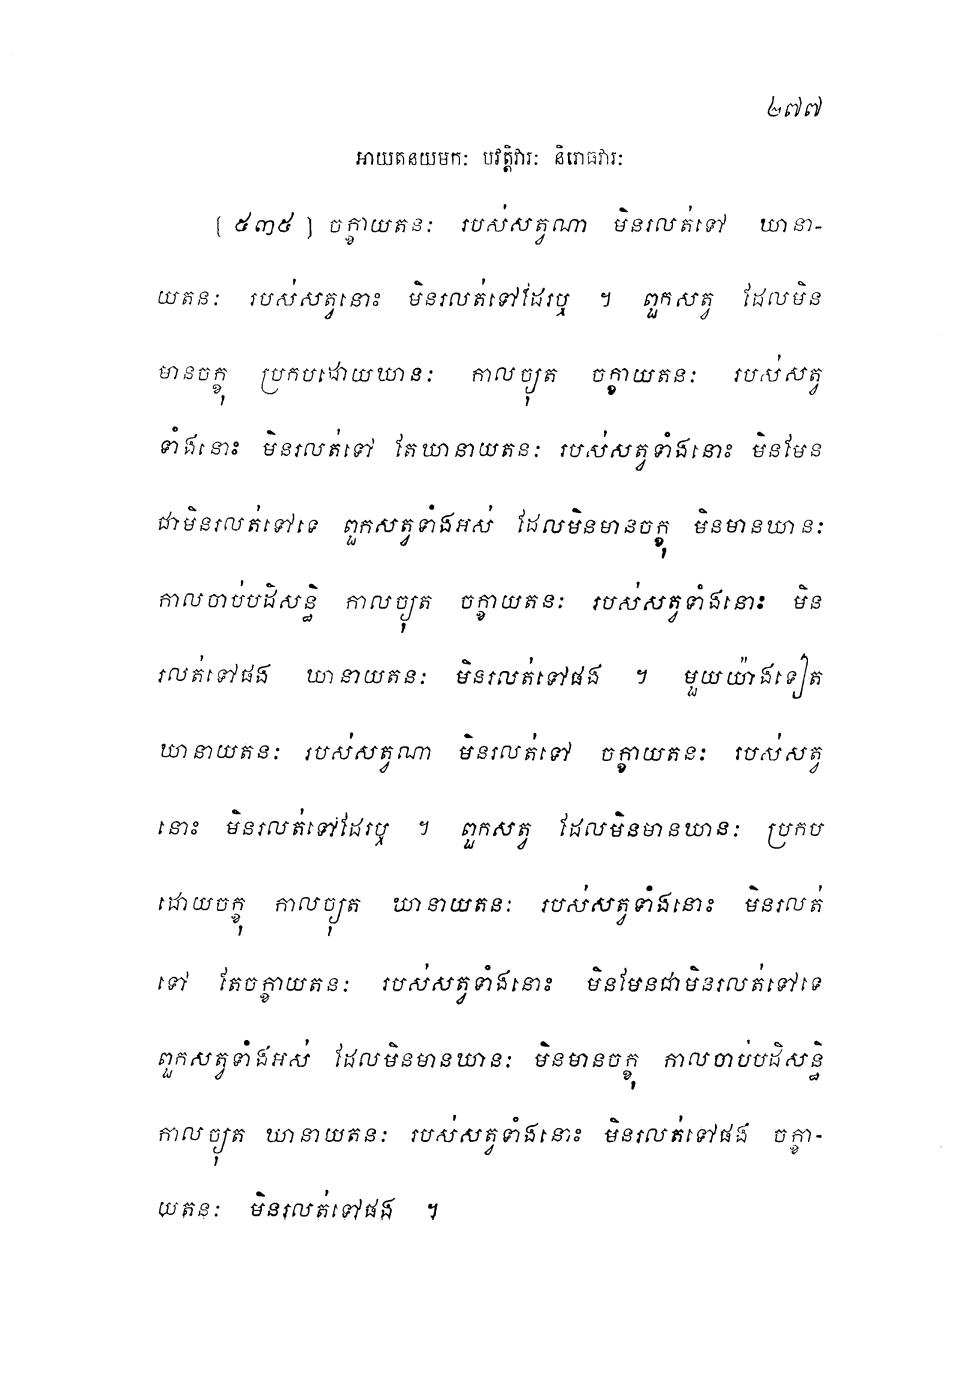 ២៧៧
អាយតនយមកៈ បវត្តិវារៈ និរោធវារៈ
[ ៥៣៥ ] ចក្ខាយតនៈ របស់សត្វណា មិនរលត់ទៅ ឃានា-
យតនៈ របស់សត្វនោះ មិនរលត់ទៅដែរឬ ។ ពួកសត្វ ដែលមិន
មានចក្ខុ ប្រកបដោយឃានៈ កាលច្យុត ចក្ខាយតនៈ របស់សត្វ
ទាំងនោះ មិនរលត់ទៅ តែឃានាយតនៈ របស់សត្វទាំងនោះ មិនមែន
ជាមិនរលត់ទៅទេ ពួកសត្វទាំងអស់ ដែលមិនមានចក្ខុ មិនមានឃានៈ
កាលចាប់បដិសន្ធិ កាលច្យុត ចក្ខាយតនៈ របស់សត្វទាំងនោះ មិន
រលត់ទៅផង ឃានាយតនៈ មិនរលត់ទៅផង ។ មួយយ៉ាងទៀត
ឃានាយតនៈ របស់សត្វណា មិនរលត់ទៅ ចក្ខាយតនៈ របស់សត្វ
នោះ មិនរលត់ទៅដែរឬ ។ ពួកសត្វ ដែលមិនមានឃានៈ ប្រកប
ដោយចក្ខុ កាលច្យុត ឃានាយតនៈ របស់សត្វទាំងនោះ មិនរលត់
ទៅ តែចក្ខាយតនៈ របស់សត្វទាំងនោះ មិនមែនជាមិនរលត់ទៅទេ
ពួកសត្វទាំងអស់ ដែលមិនមានឃានៈ មិនមានចក្ខុ កាលចាប់បដិសន្ធិ
កាលច្យុត ឃានាយតនៈ របស់សត្វទាំងនោះ មិនរលត់ទៅផង ចក្ខា-
យតនៈ មិនរលត់ទៅផង ។